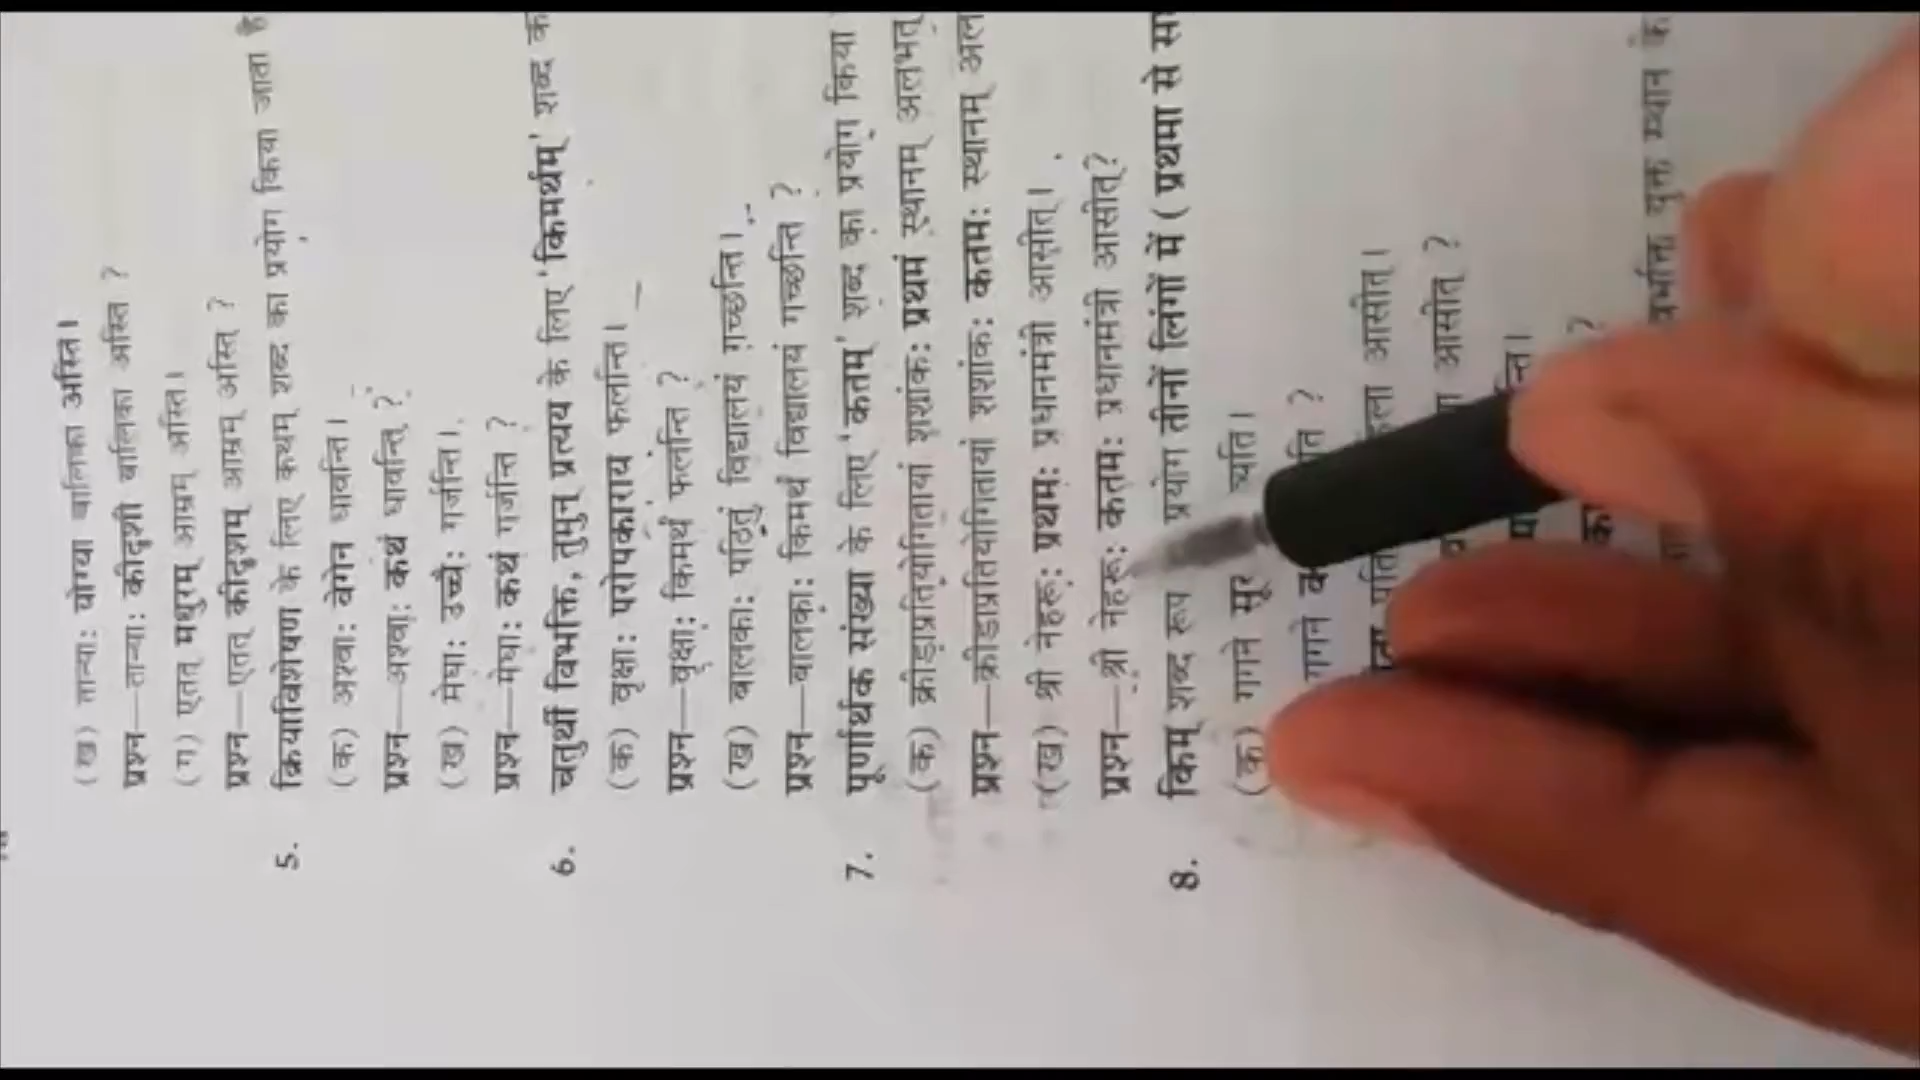 (ख) योग्या बालिका अस्ति।
प्रश्न— कीदृशी बालिका अस्ति ?
(ग) एतत् मधुरम् आम्रम् अस्ति।
प्रश्न—एतत् कीदृशम् आम्रम् अस्ति ?
5. क्रियाविशेषण के लिए कथम् शब्द का प्रयोग किया जाता है
(क) अश्वाः वेगेन धावन्ति।
प्रश्न—अश्वाः कथं धावन्ति ?
(ख) मेघाः उच्चैः गर्जन्ति।
प्रश्न—मेघाः कथं गर्जन्ति ?
6. चतुर्थी विभक्ति, तुमुन् प्रत्यय के लिए 'किमर्थम्' शब्द
(क) वृक्षाः परोपकाराय फलन्ति।
प्रश्न—वृक्षाः किमर्थं फलन्ति ?
(ख) बालकाः पठितुं विद्यालयं गच्छन्ति।
प्रश्न—बालकाः किमर्थं विद्यालयं गच्छन्ति ?
7. पूर्णार्थक संख्या के लिए 'कतम्' शब्द का प्रयोग किया
(क) क्रीडाप्रतियोगितायां शशांकः प्रथमं स्थानम् अलभत्
प्रश्न—क्रीडाप्रतियोगितायां शशांकः कतमः स्थानम्
(ख) श्री नेहरूः प्रथमः प्रधानमंत्री आसीत्।
प्रश्न—श्री नेहरूः कतमः प्रधानमंत्री आसीत्?
8. किम् शब्द रूप प्रयोग तीनों लिंगों में ( प्रथमा से
(क) गगने
गगने ?
आसीत्।
आसीत् ?